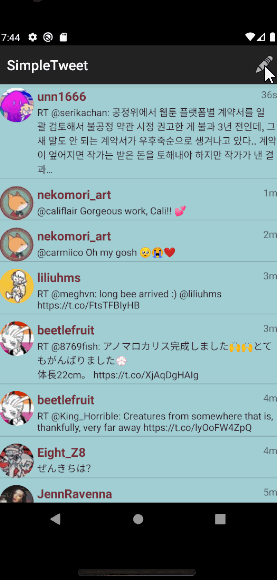 7:44
SimpleTweet
unn1666 36s
RT @serikachan: 공정위에서 웹툰 플랫폼별 계약서를 일
괄 검토해서 불공정 약관 시정 권고한 게 불과 3년 전인데, 그
새 말도 안 되는 계약서가 우후죽순으로 생겨나고 있다.. 계약
이 엎어지면 작가는 받은 돈을 토해내야 하지만 작가가 낸 결
과…
nekomori_art 1m
@califlair Gorgeous work, Cali!! 💕
nekomori_art 2m
@carmiico Oh my gosh 🥺😭❤️
liliuhms 3m
RT @meghvn: long bee arrived :) @liliuhms
https://t.co/FtsTFBlyHB
beetlefruit 3m
RT @8769fish: アノマロカリス完成しました🙌🙌とて
もがんばりました💮
体長22cm。 https://t.co/XjAqDgHAIg
beetlefruit 4m
RT @King_Horrible: Creatures from somewhere that is,
thankfully, very far away https://t.co/lyOoFW4ZpQ
Eight_Z8 4m
ぜんきちは?
JennRavenna 5m